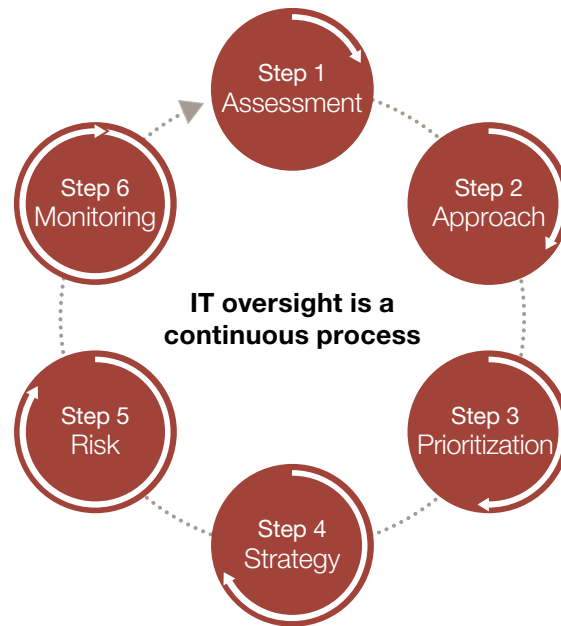 Step 1
Assessment
Step 2
Approach
Step 3
Prioritization
Step 4
Strategy
Step 5
Risk
Step 6
Monitoring
IT oversight is a
continuous process